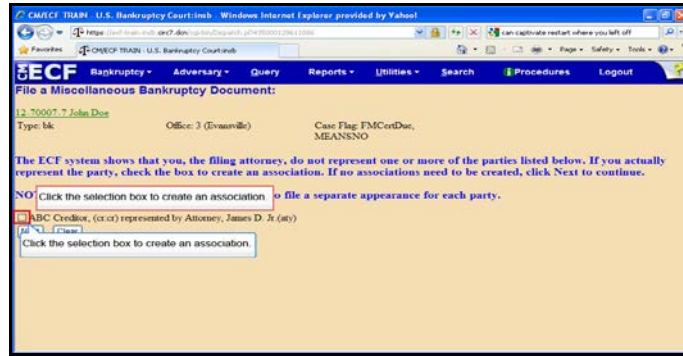 CM/ECF TRAIN - U.S. Bankruptcy Court:insb - Windows Internet Explorer provided by Yahoo!
can captivate restart where you left off
Favorites CM/ECF TRAIN - U.S. Bankruptcy Court:insb
Page Safety Tools
ECF Bankruptcy Adversary Query Reports Utilities Search Procedures Logout
File a Miscellaneous Bankruptcy Document:
12-70007-7 John Doe
Type: bk Office: 3 (Evansville) Case Flag: FMCertDue,
MEANSNO
The ECF system shows that you, the filing attorney, do not represent one or more of the parties listed below. If you actually
represent the party, check the box to create an association. If no associations need to be created, click Next to continue.
Click the selection box to create an association. file a separate appearance for each party.
ABC Creditor, (cr:cr) represented by Attorney, James D. Jr.(aty)
Clear
Click the selection box to create an association.